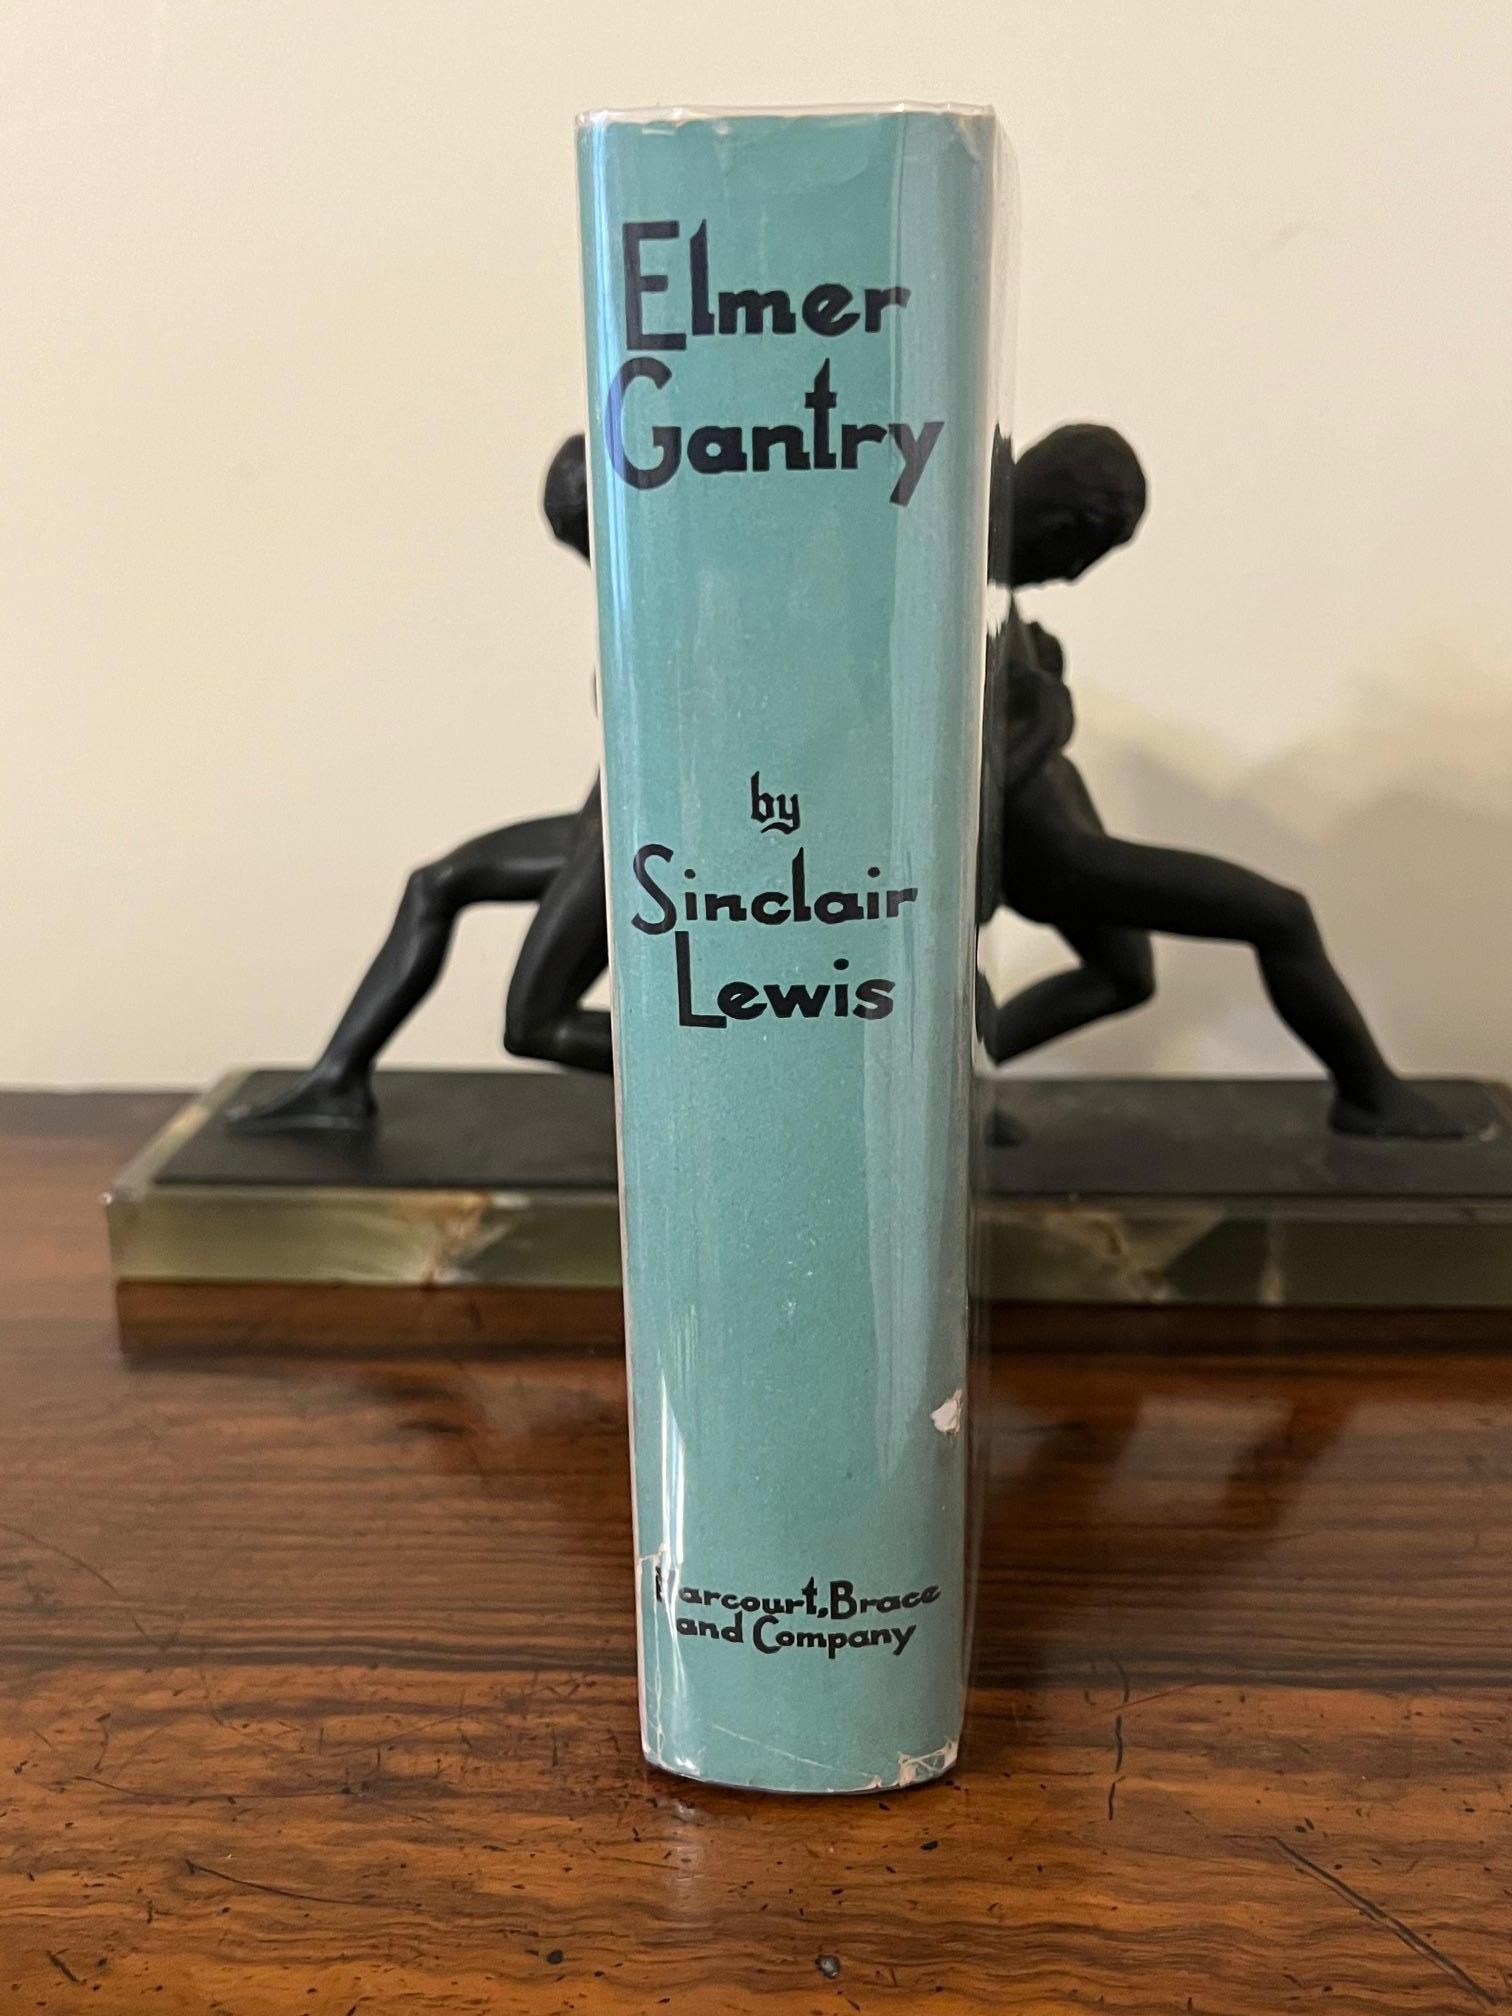 Elmer
Gantry
by
Sinclair
Lewis
Harcourt, Brace
and Company